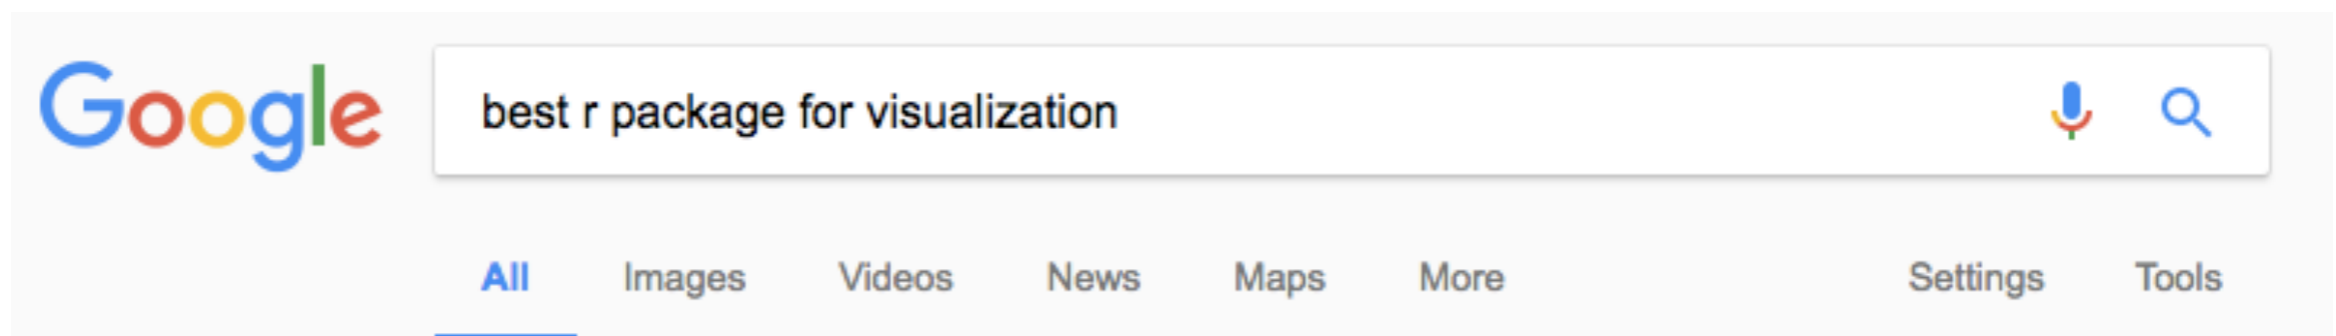 Google best r package for visualization
All Images Videos News Maps More Settings Tools